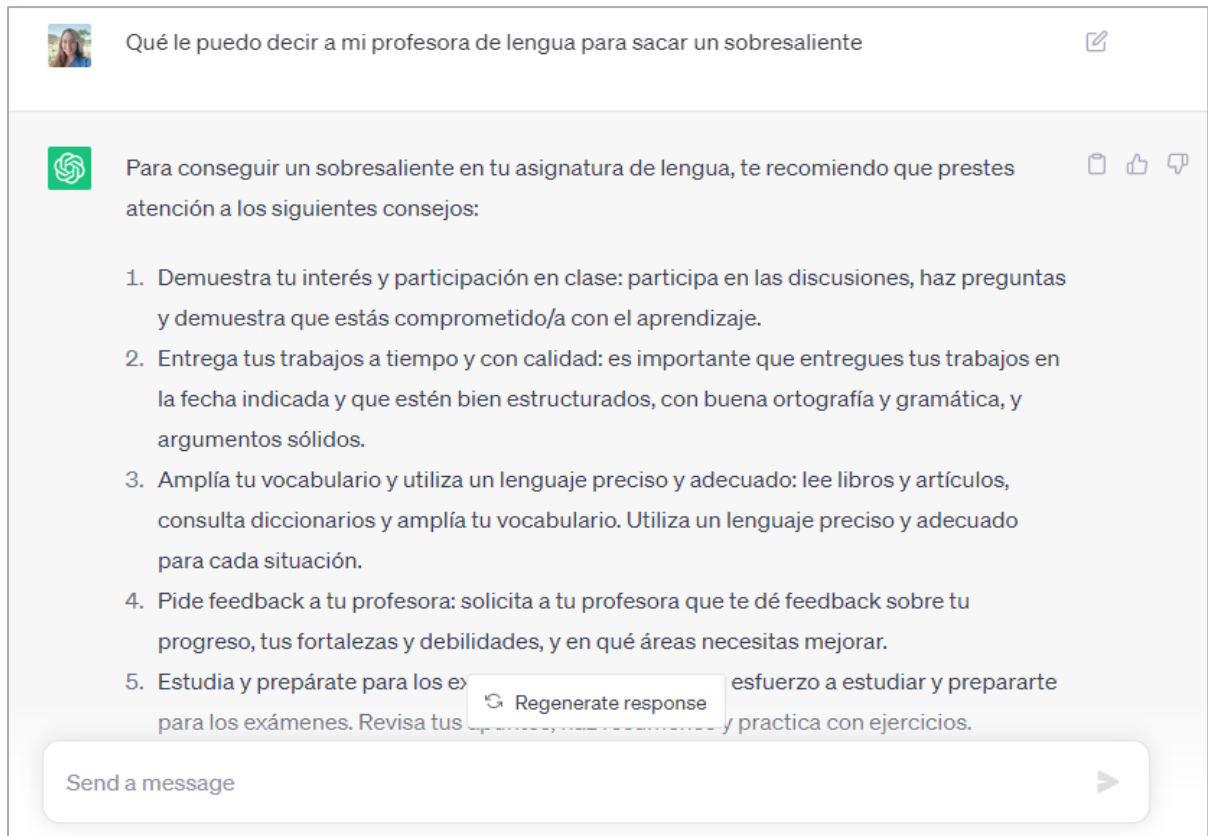 Qué le puedo decir a mi profesora de lengua para sacar un sobresaliente
Para conseguir un sobresaliente en tu asignatura de lengua, te recomiendo que prestes
atención a los siguientes consejos:
1. Demuestra tu interés y participación en clase: participa en las discusiones, haz preguntas
y demuestra que estás comprometido/a con el aprendizaje.
2. Entrega tus trabajos a tiempo y con calidad: es importante que entregues tus trabajos en
la fecha indicada y que estén bien estructurados, con buena ortografía y gramática, y
argumentos sólidos.
3. Amplía tu vocabulario y utiliza un lenguaje preciso y adecuado: lee libros y artículos,
consulta diccionarios y amplía tu vocabulario. Utiliza un lenguaje preciso y adecuado
para cada situación.
4. Pide feedback a tu profesora: solicita a tu profesora que te dé feedback sobre tu
progreso, tus fortalezas y debilidades, y en qué áreas necesitas mejorar.
5. Estudia y prepárate para los esfuerzo a estudiar y prepararte
Regenerate response
para los exámenes. Revisa tus y practica con ejercicios.
Send a message